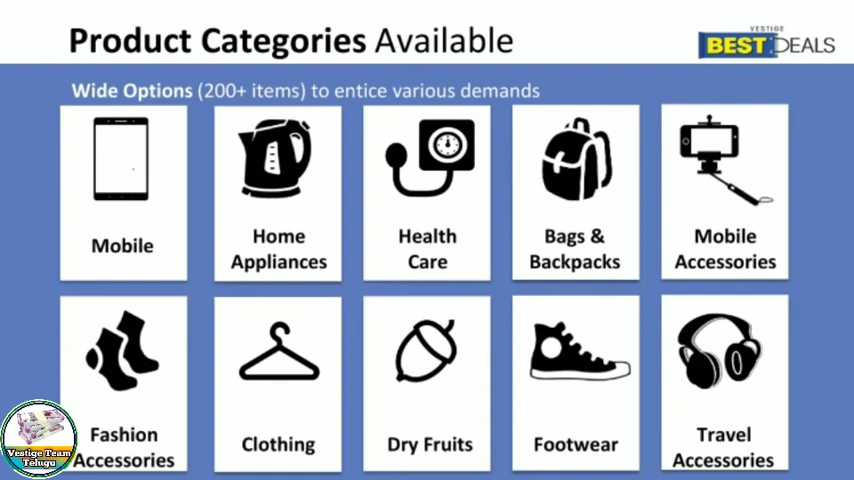 Product Categories Available
VESTIGE
BEST DEALS
Wide Options (200+ items) to entice various demands
Mobile
Home
Appliances
Health
Care
Bags &
Backpacks
Mobile
Accessories
Fashion
Accessories
Clothing
Dry Fruits
Footwear
Travel
Accessories
Vestige Team
Telugu